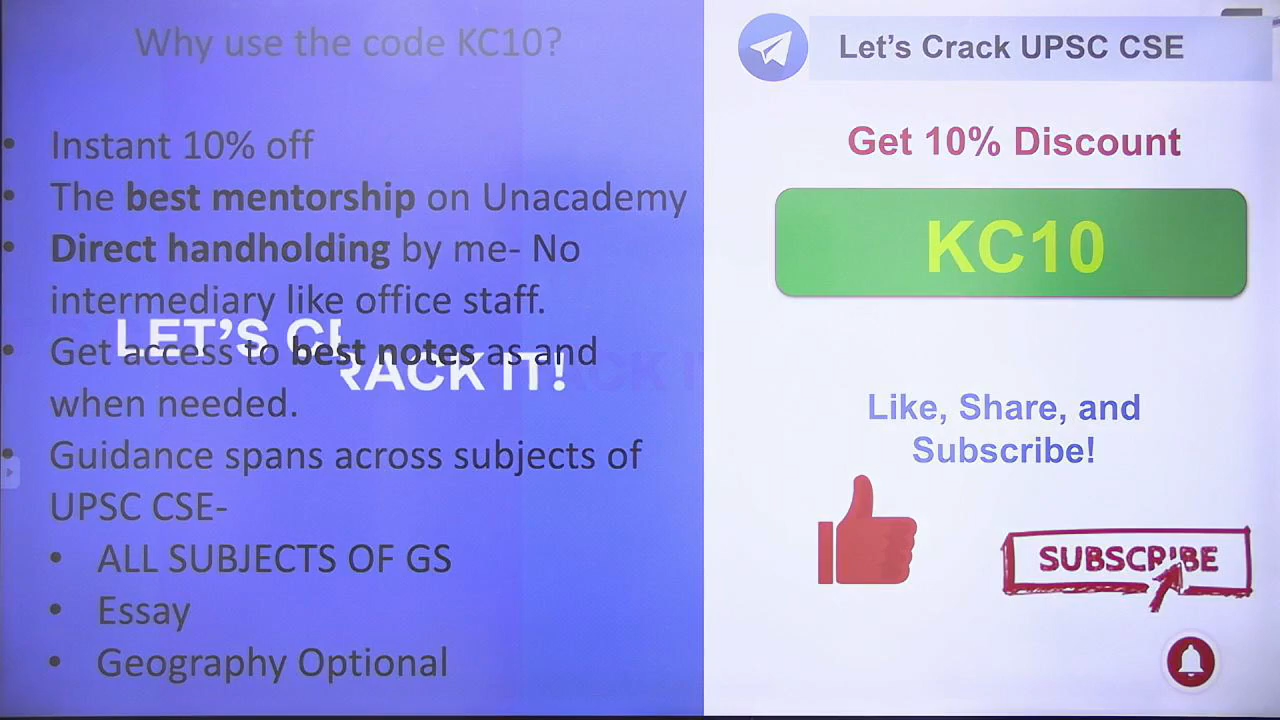 Why use the code KC10?
• Instant 10% off
• The best mentorship on Unacademy
• Direct handholding by me- No
intermediary like office staff.
• Get access to best notes as and
when needed.
• Guidance spans across subjects of
UPSC CSE-
• ALL SUBJECTS OF GS
• Essay
• Geography Optional
LET'S CRACK IT!
Let's Crack UPSC CSE
Get 10% Discount
KC10
Like, Share, and
Subscribe!
SUBSCRIBE